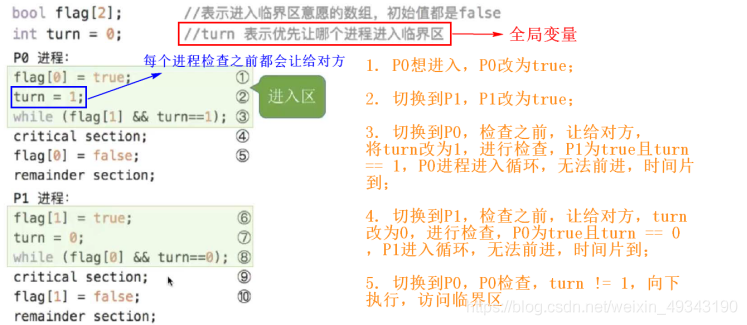 bool flag[2];   //表示进入临界区意愿的数组，初始值都是false
int turn = 0;   //turn 表示优先让哪个进程进入临界区
全局变量
P0 进程：
每个进程检查之前都会让给对方
flag[0] = true;   ①
turn = 1;   ②
进入区
while (flag[1] && turn==1);   ③
critical section;   ④
flag[0] = false;   ⑤
remainder section;
P1 进程：
flag[1] = true;   ⑥
turn = 0;   ⑦
while (flag[0] && turn==0);   ⑧
critical section;   ⑨
flag[1] = false;   ⑩
remainder section;
1. P0想进入，P0改为true；
2. 切换到P1，P1改为true；
3. 切换到P0，检查之前，让给对方，
将turn改为1，进行检查，P1为true且turn
== 1，P0进程进入循环，无法前进，时间片
到；
4. 切换到P1，检查之前，让给对方，turn
改为0，进行检查，P0为true且turn == 0
，P1进入循环，无法前进，时间片到；
5. 切换到P0，P0检查，turn != 1，向下
执行，访问临界区
https://blog.csdn.net/weixin_49343190